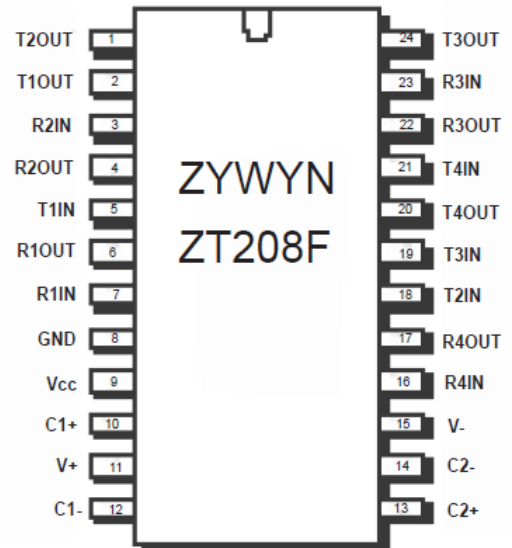 T2OUT 1 24 T3OUT
T1OUT 2 23 R3IN
R2IN 3 22 R3OUT
R2OUT 4 21 T4IN
T1IN 5 20 T4OUT
R1OUT 6 19 T3IN
R1IN 7 18 T2IN
GND 8 17 R4OUT
Vcc 9 16 R4IN
C1+ 10 15 V-
V+ 11 14 C2-
C1- 12 13 C2+
ZYWYN
ZT208F